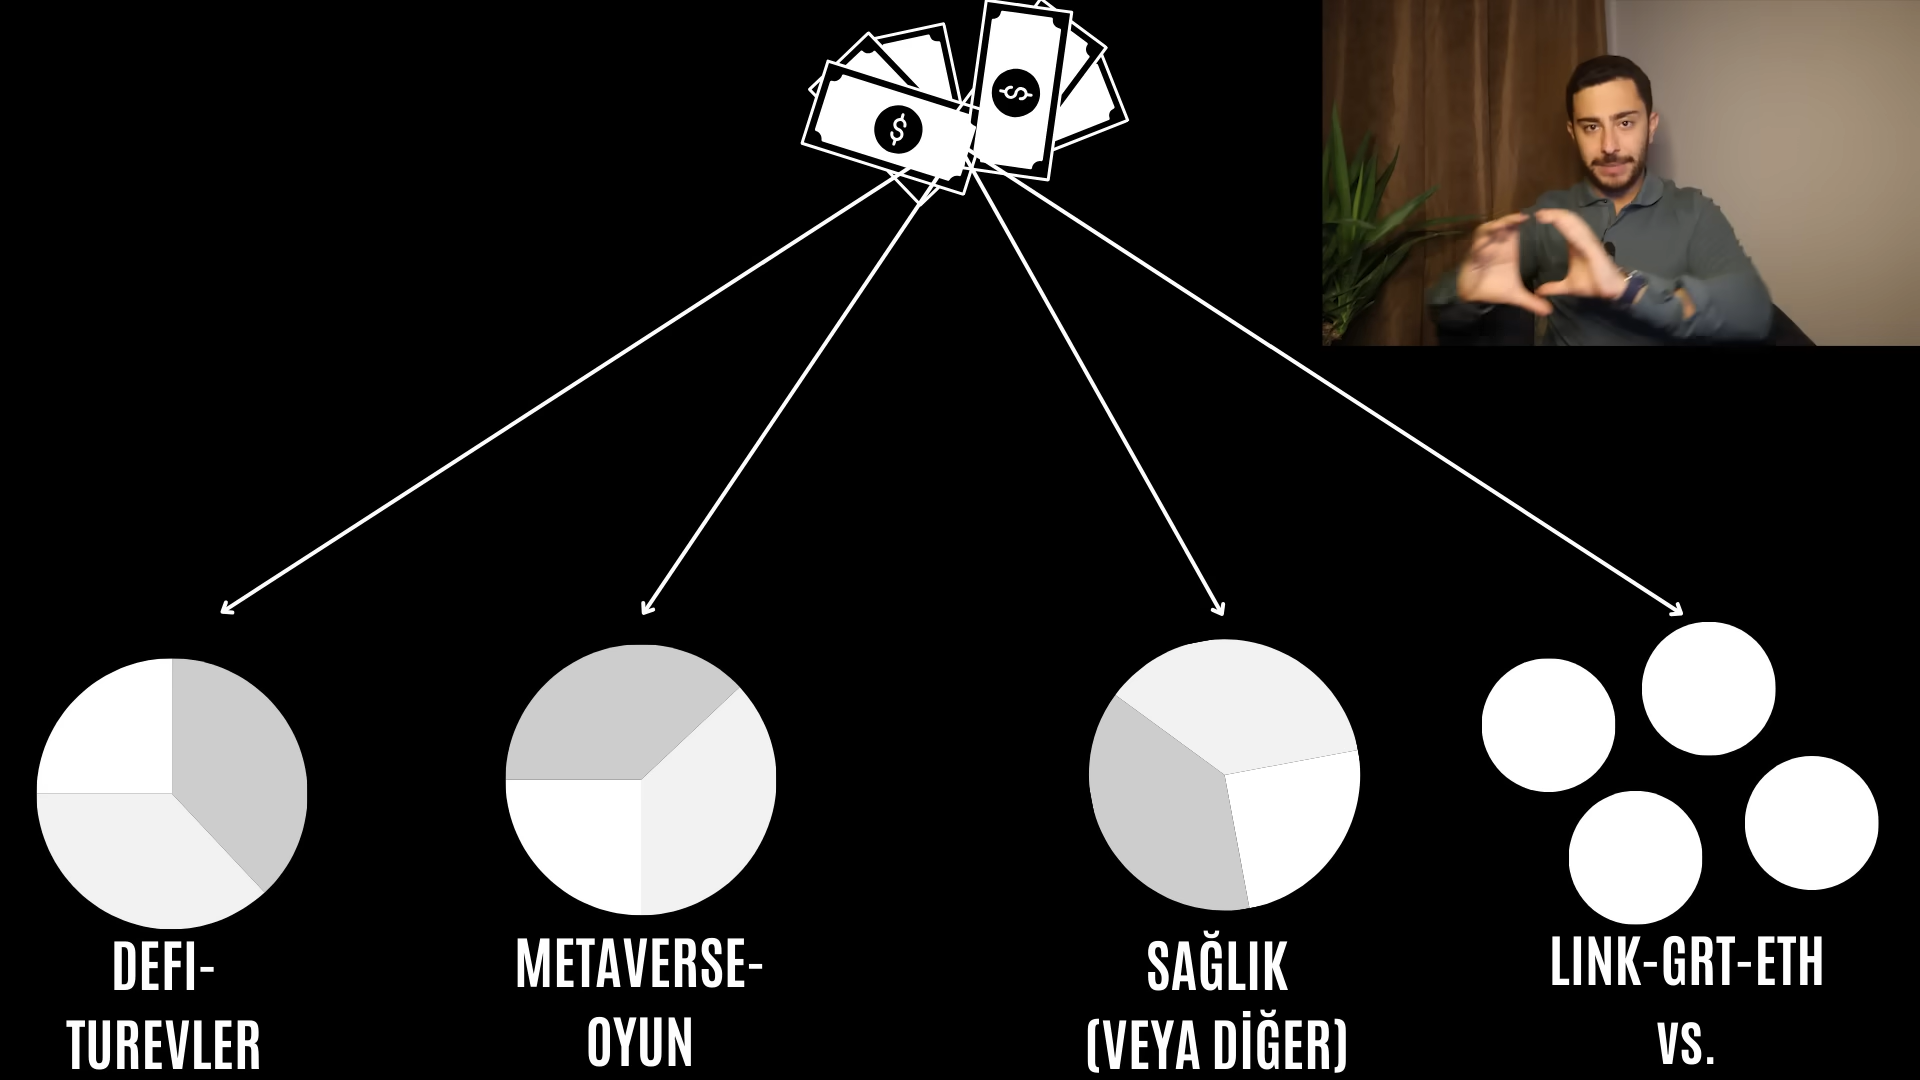 $
$
DEFI-
TUREVLER
METAVERSE-
OYUN
SAĞLIK
(VEYA DİĞER)
LINK-GRT-ETH
VS.